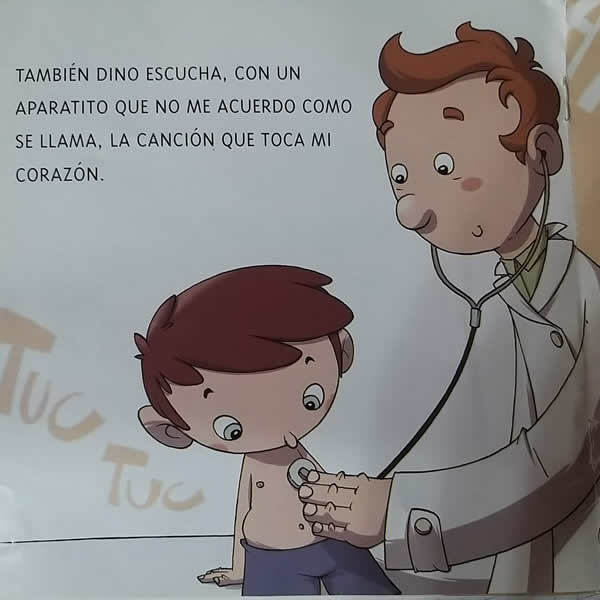 TAMBIÉN DINO ESCUCHA, CON UN
APARATITO QUE NO ME ACUERDO COMO
SE LLAMA, LA CANCIÓN QUE TOCA MI
CORAZÓN.
TUC
TUC